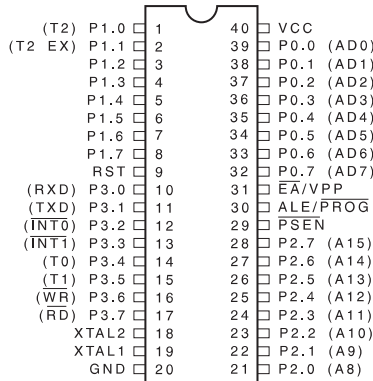 (T2) P1.0 1 40 VCC
(T2 EX) P1.1 2 39 P0.0 (AD0)
P1.2 3 38 P0.1 (AD1)
P1.3 4 37 P0.2 (AD2)
P1.4 5 36 P0.3 (AD3)
P1.5 6 35 P0.4 (AD4)
P1.6 7 34 P0.5 (AD5)
P1.7 8 33 P0.6 (AD6)
RST 9 32 P0.7 (AD7)
(RXD) P3.0 10 31 E̅A̅/VPP
(TXD) P3.1 11 30 ALE/P̅R̅O̅G̅
(I̅N̅T̅0̅) P3.2 12 29 P̅S̅E̅N̅
(I̅N̅T̅1̅) P3.3 13 28 P2.7 (A15)
(T0) P3.4 14 27 P2.6 (A14)
(T1) P3.5 15 26 P2.5 (A13)
(W̅R̅) P3.6 16 25 P2.4 (A12)
(R̅D̅) P3.7 17 24 P2.3 (A11)
XTAL2 18 23 P2.2 (A10)
XTAL1 19 22 P2.1 (A9)
GND 20 21 P2.0 (A8)